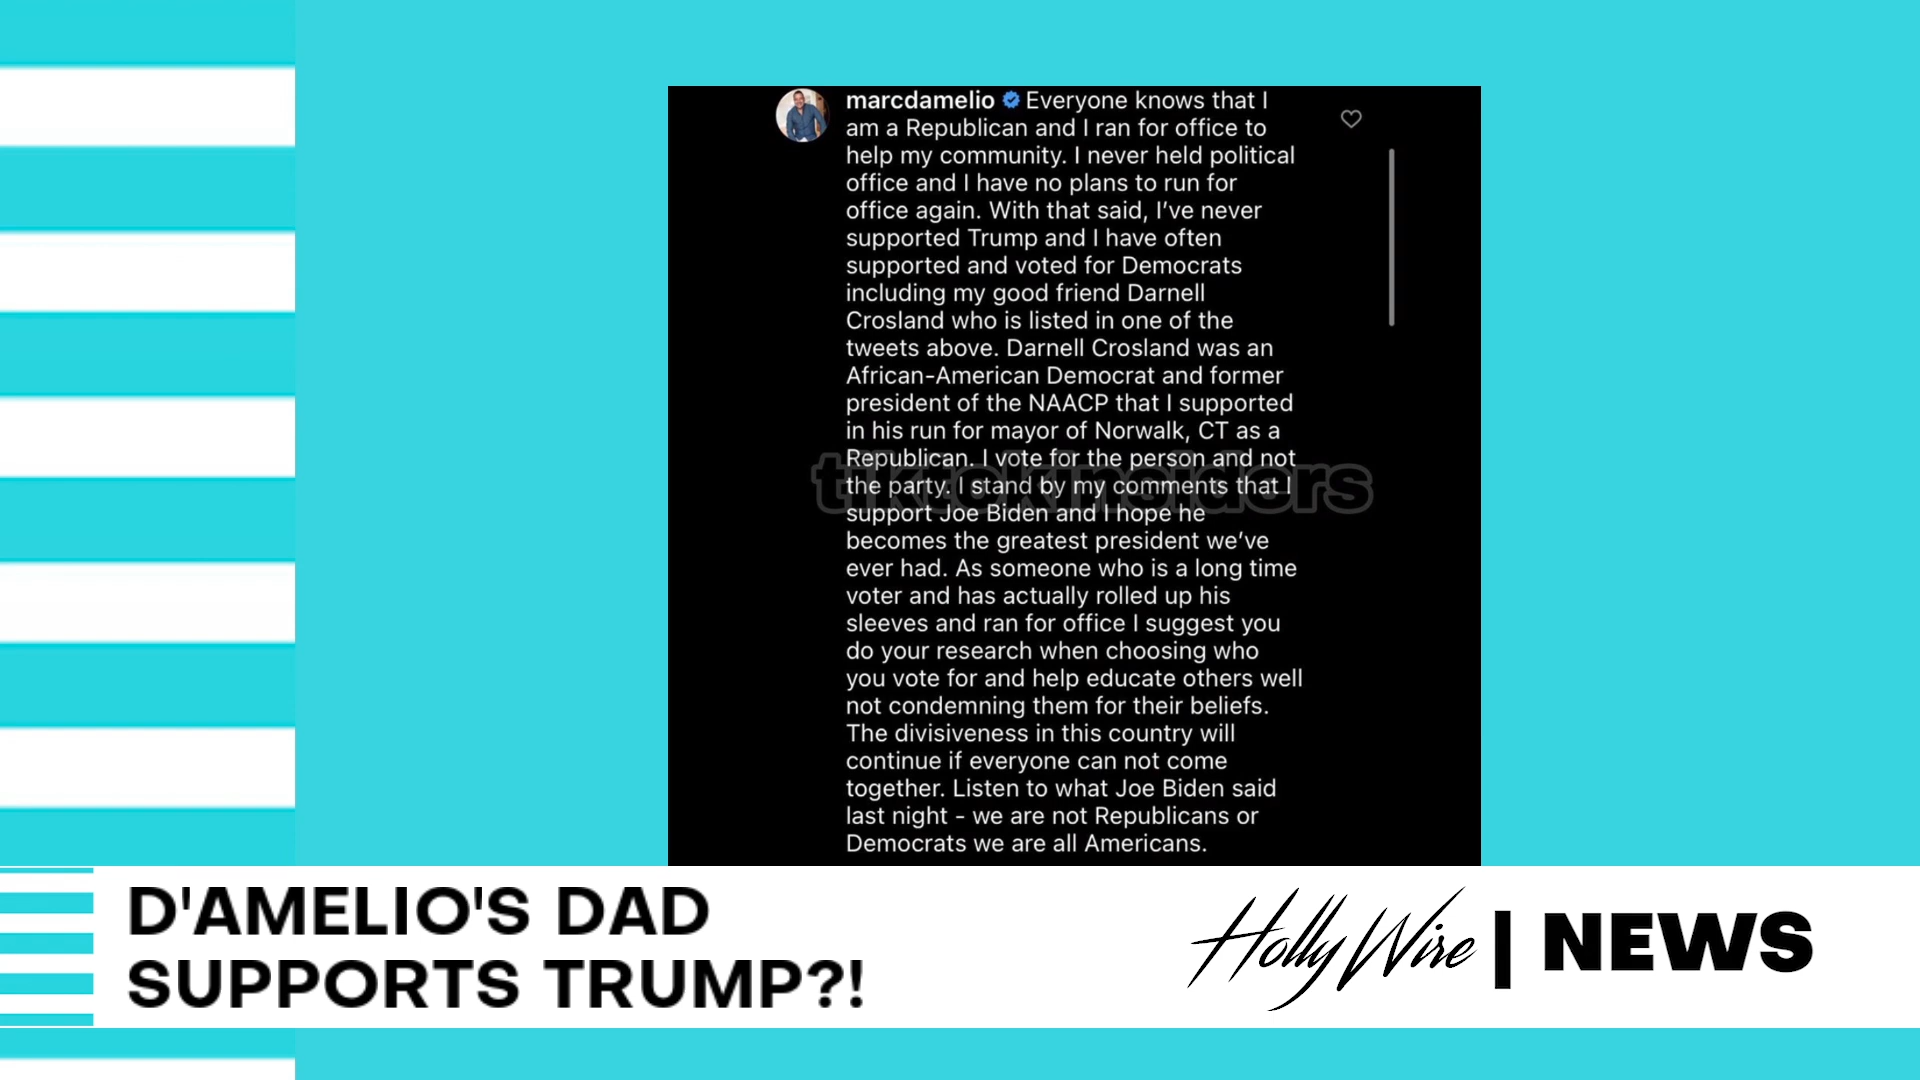 marcdamelio Everyone knows that I
am a Republican and I ran for office to
help my community. I never held political
office and I have no plans to run for
office again. With that said, I’ve never
supported Trump and I have often
supported and voted for Democrats
including my good friend Darnell
Crosland who is listed in one of the
tweets above. Darnell Crosland was an
African-American Democrat and former
president of the NAACP that I supported
in his run for mayor of Norwalk, CT as a
Republican. I vote for the person and not
the party. I stand by my comments that I
support Joe Biden and I hope he
becomes the greatest president we’ve
ever had. As someone who is a long time
voter and has actually rolled up his
sleeves and ran for office I suggest you
do your research when choosing who
you vote for and help educate others well
not condemning them for their beliefs.
The divisiveness in this country will
continue if everyone can not come
together. Listen to what Joe Biden said
last night - we are not Republicans or
Democrats we are all Americans.
tiktokinsiders
D'AMELIO'S DAD
SUPPORTS TRUMP?!
HollyWire | NEWS